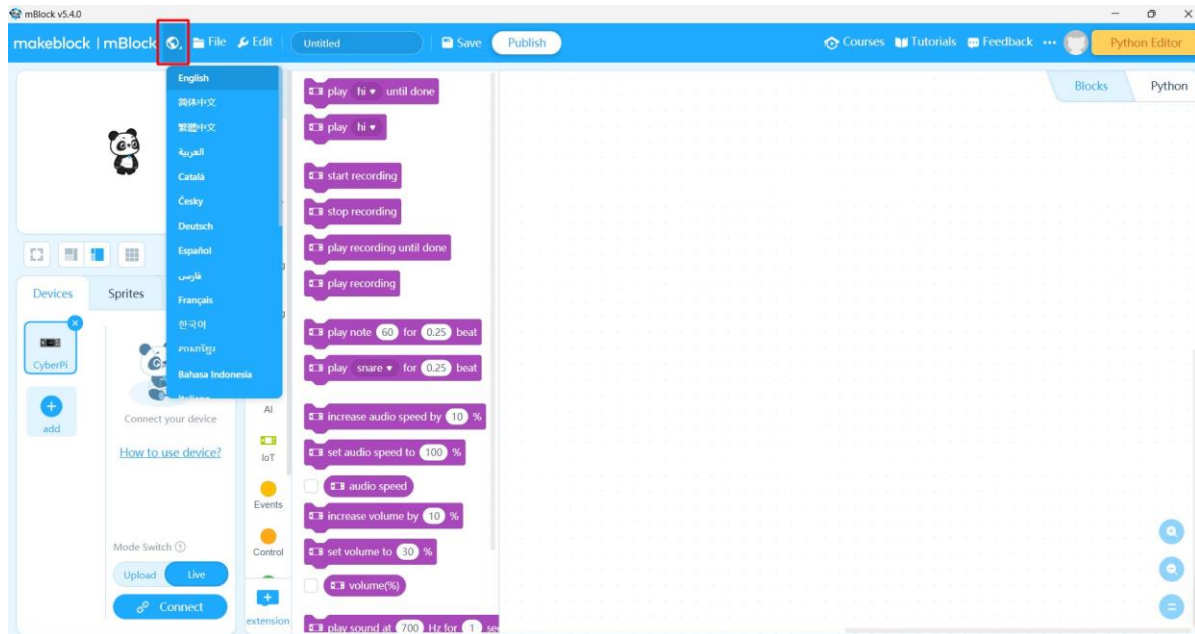 mBlock v5.4.0
makeblock | mBlock
File
Edit
Untitled
Save
Publish
Courses
Tutorials
Feedback
Python Editor
English
简体中文
繁體中文
العربية
Català
Česky
Deutsch
Español
فارسی
Français
한국어
ភាសាខ្មែរ
Bahasa Indonesia
Devices
Sprites
CyberPi
add
Connect your device
How to use device?
Mode Switch
Upload
Live
Connect
AI
IoT
Events
Control
extension
play hi until done
play hi
start recording
stop recording
play recording until done
play recording
play note 60 for 0.25 beat
play snare for 0.25 beat
increase audio speed by 10 %
set audio speed to 100 %
audio speed
increase volume by 10 %
set volume to 30 %
volume(%)
play sound at 700 Hz for 1
Blocks
Python